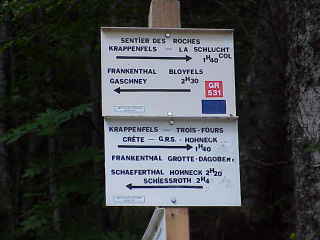 SENTIER DES ROCHES
KRAPPENFELS — LA SCHLUCHT
1H40 COL
FRANKENTHAL BLOYFELS
GASCHNEY 2H30
GR
531
KRAPPENFELS — TROIS-FOURS
CRÊTE — G.R.S. - HOHNECK
1H40
FRANKENTHAL GROTTE-DAGOBERT
SCHAEFERTHAL HOHNECK 2H20
SCHIESSROTH 2H4